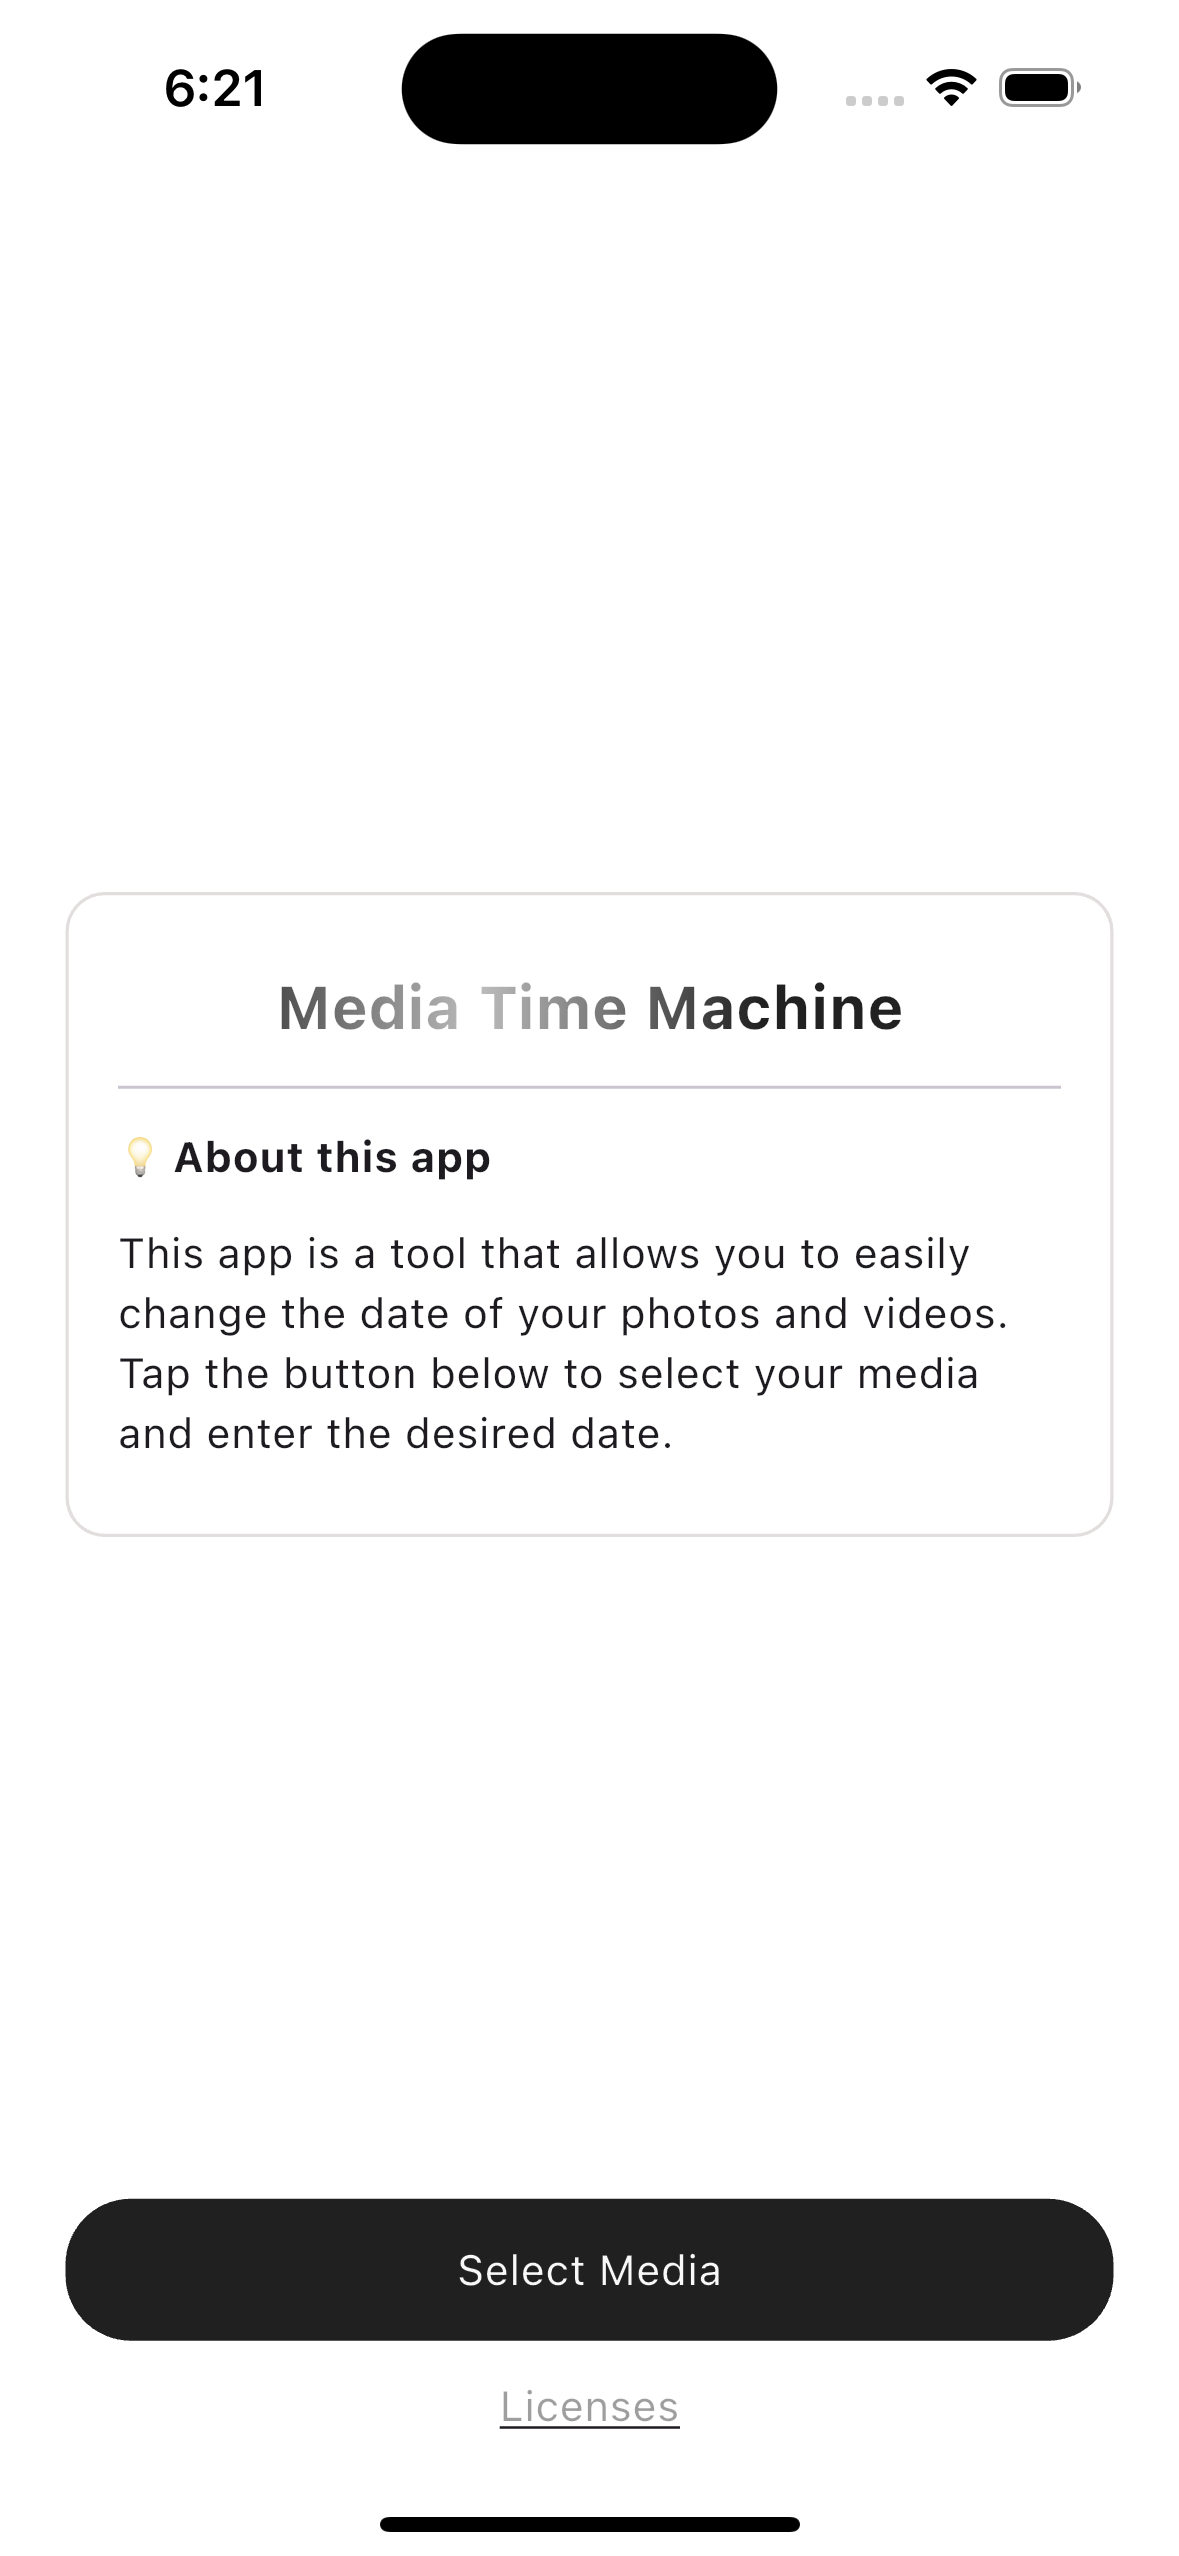 6:21
Media Time Machine
💡 About this app
This app is a tool that allows you to easily
change the date of your photos and videos.
Tap the button below to select your media
and enter the desired date.
Select Media
Licenses